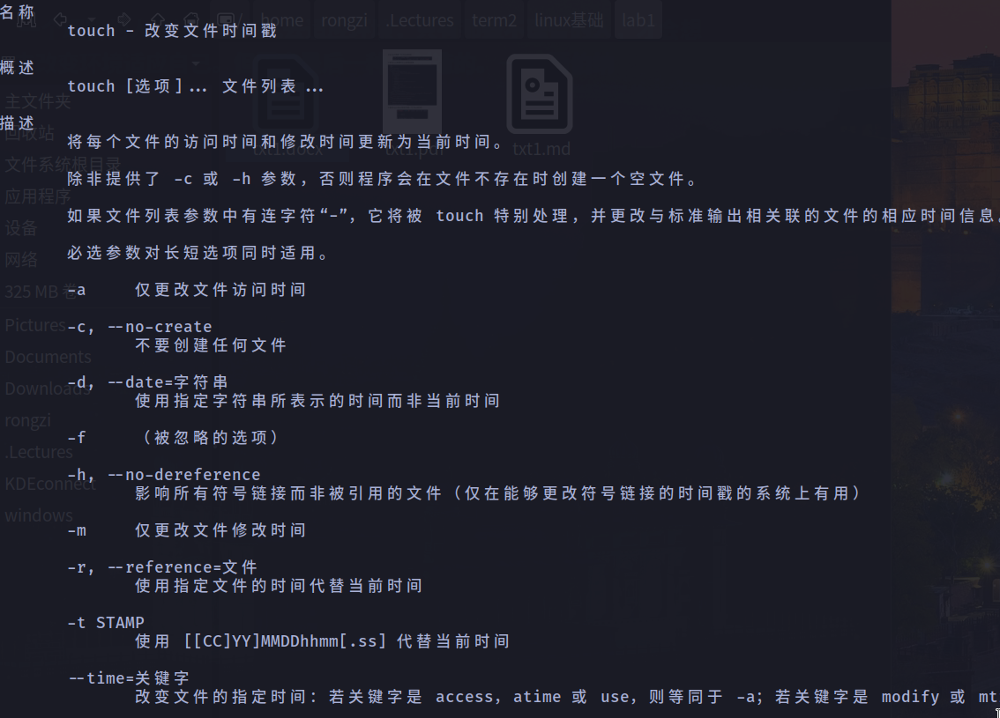 home rongzi .Lectures term2 linux基础 lab1
名称
touch - 改变文件时间戳
概述
touch [选项]... 文件列表...
主文件夹
描述
回收站
将每个文件的访问时间和修改时间更新为当前时间。
txt1.docx txt1.pdf txt1.md
文件系统根目录
除非提供了 -c 或 -h 参数，否则程序会在文件不存在时创建一个空文件。
应用程序
如果文件列表参数中有连字符“-”，它将被 touch 特别处理，并更改与标准输出相关联的文件的相应时间信息。
设备
必选参数对长短选项同时适用。
网络
-a 仅更改文件访问时间
325 MB 卷
-c, --no-create
Pictures
不要创建任何文件
Documents
-d, --date=字符串
Downloads
使用指定字符串所表示的时间而非当前时间
rongzi
-f （被忽略的选项）
.Lectures
-h, --no-dereference
KDEconnect
影响所有符号链接而非被引用的文件（仅在能够更改符号链接的时间戳的系统上有用）
windows
-m 仅更改文件修改时间
-r, --reference=文件
使用指定文件的时间代替当前时间
-t STAMP
使用 [[CC]YY]MMDDhhmm[.ss] 代替当前时间
--time=关键字
改变文件的指定时间：若关键字是 access，atime 或 use，则等同于 -a；若关键字是 modify 或 mt